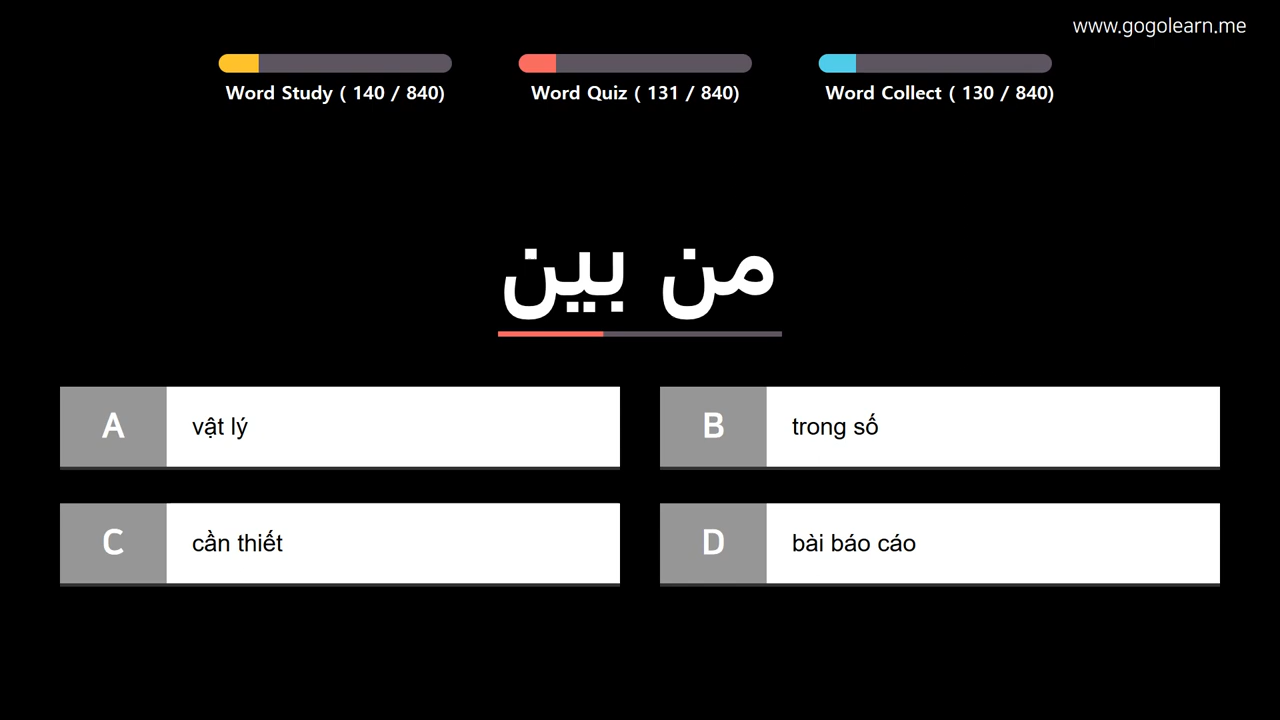 www.gogolearn.me
Word Study ( 140 / 840)
Word Quiz ( 131 / 840)
Word Collect ( 130 / 840)
من بين
A
vật lý
B
trong số
C
cần thiết
D
bài báo cáo